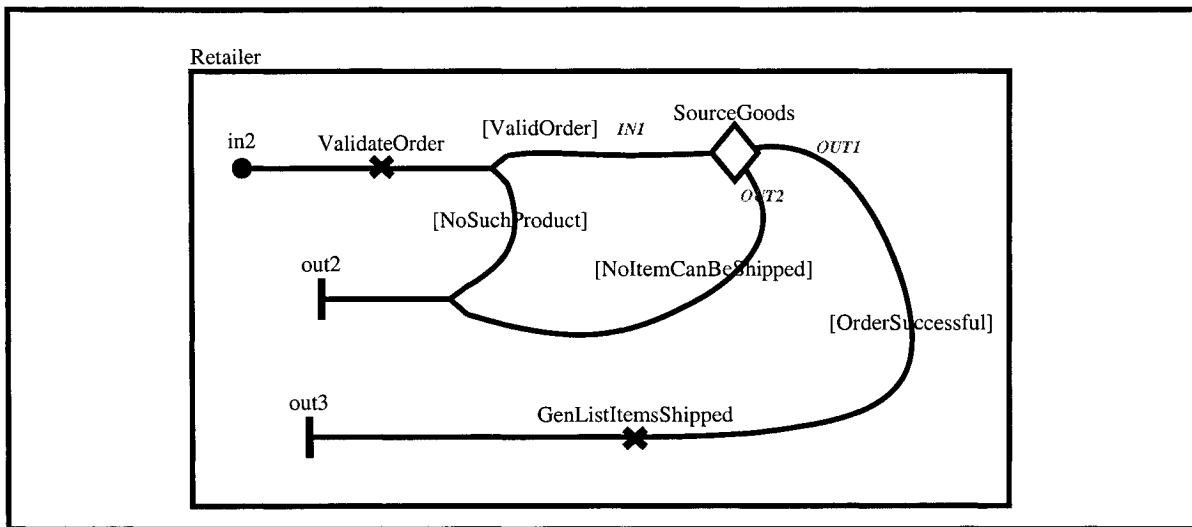 Retailer
SourceGoods
[ValidOrder]
IN1
in2
ValidateOrder
OUT1
OUT2
[NoSuchProduct]
out2
[NoItemCanBeShipped]
[OrderSuccessful]
out3
GenListItemsShipped